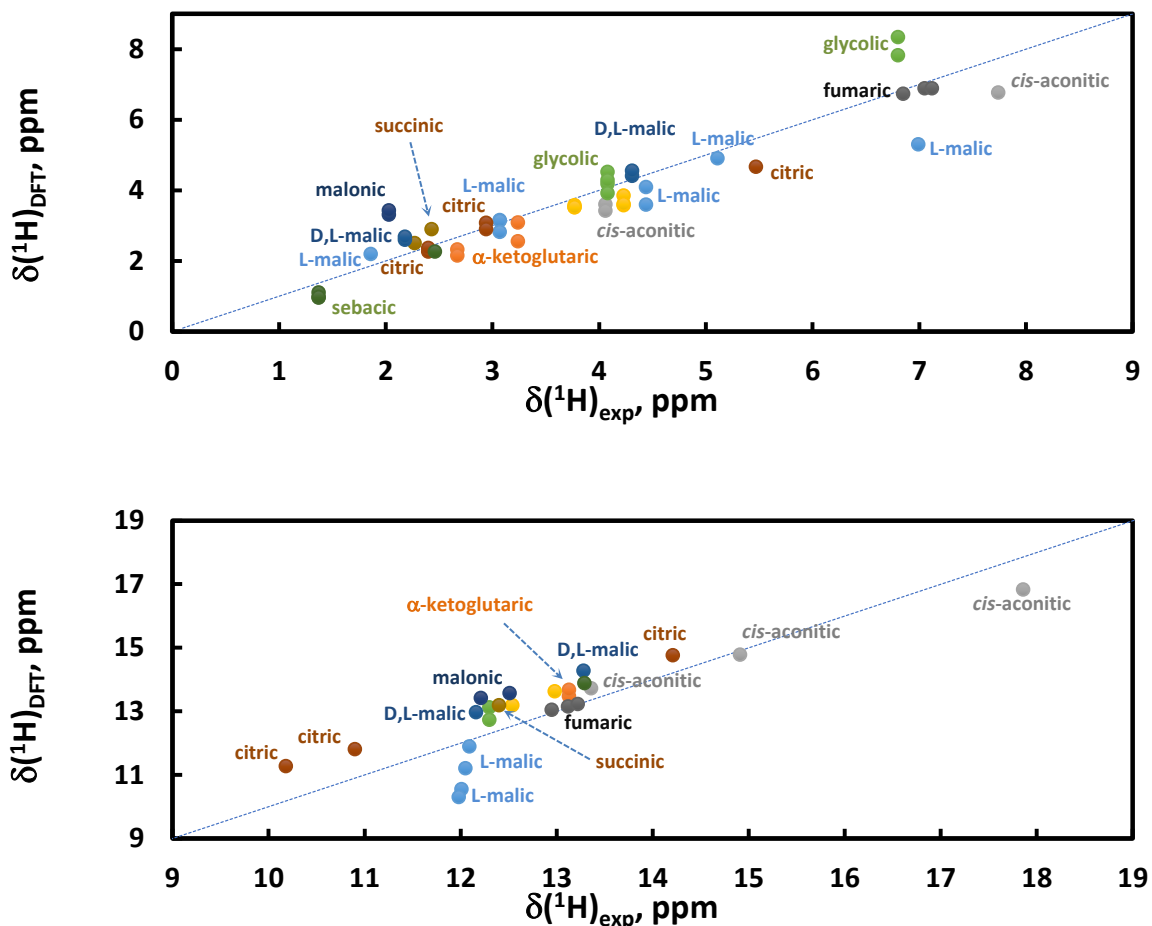 δ(¹H)DFT, ppm
8
6
4
2
0
glycolic
fumaric
cis-aconitic
succinic
D,L-malic
L-malic
L-malic
glycolic
citric
malonic
L-malic
citric
L-malic
D,L-malic
cis-aconitic
L-malic
citric
α-ketoglutaric
sebacic
0 1 2 3 4 5 6 7 8 9
δ(¹H)exp, ppm
δ(¹H)DFT, ppm
19
17
15
13
11
9
α-ketoglutaric
cis-aconitic
citric
cis-aconitic
D,L-malic
malonic
cis-aconitic
D,L-malic
fumaric
citric
citric
L-malic
succinic
L-malic
9 10 11 12 13 14 15 16 17 18 19
δ(¹H)exp, ppm